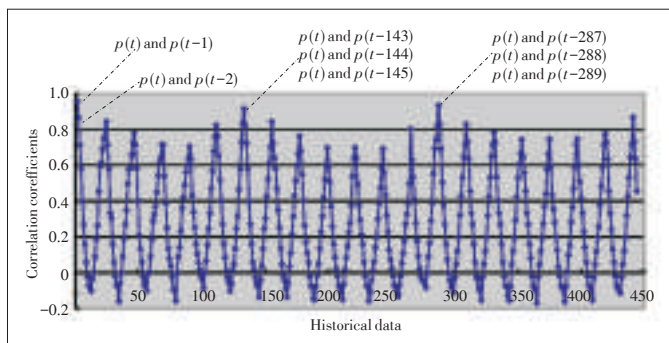 p(t) and p(t−1)
p(t) and p(t−2)
p(t) and p(t−143)
p(t) and p(t−144)
p(t) and p(t−145)
p(t) and p(t−287)
p(t) and p(t−288)
p(t) and p(t−289)
Correlation corefficients
1.0
0.8
0.6
0.4
0.2
0
−0.2
50
100
150
200
250
300
350
400
450
Historical data